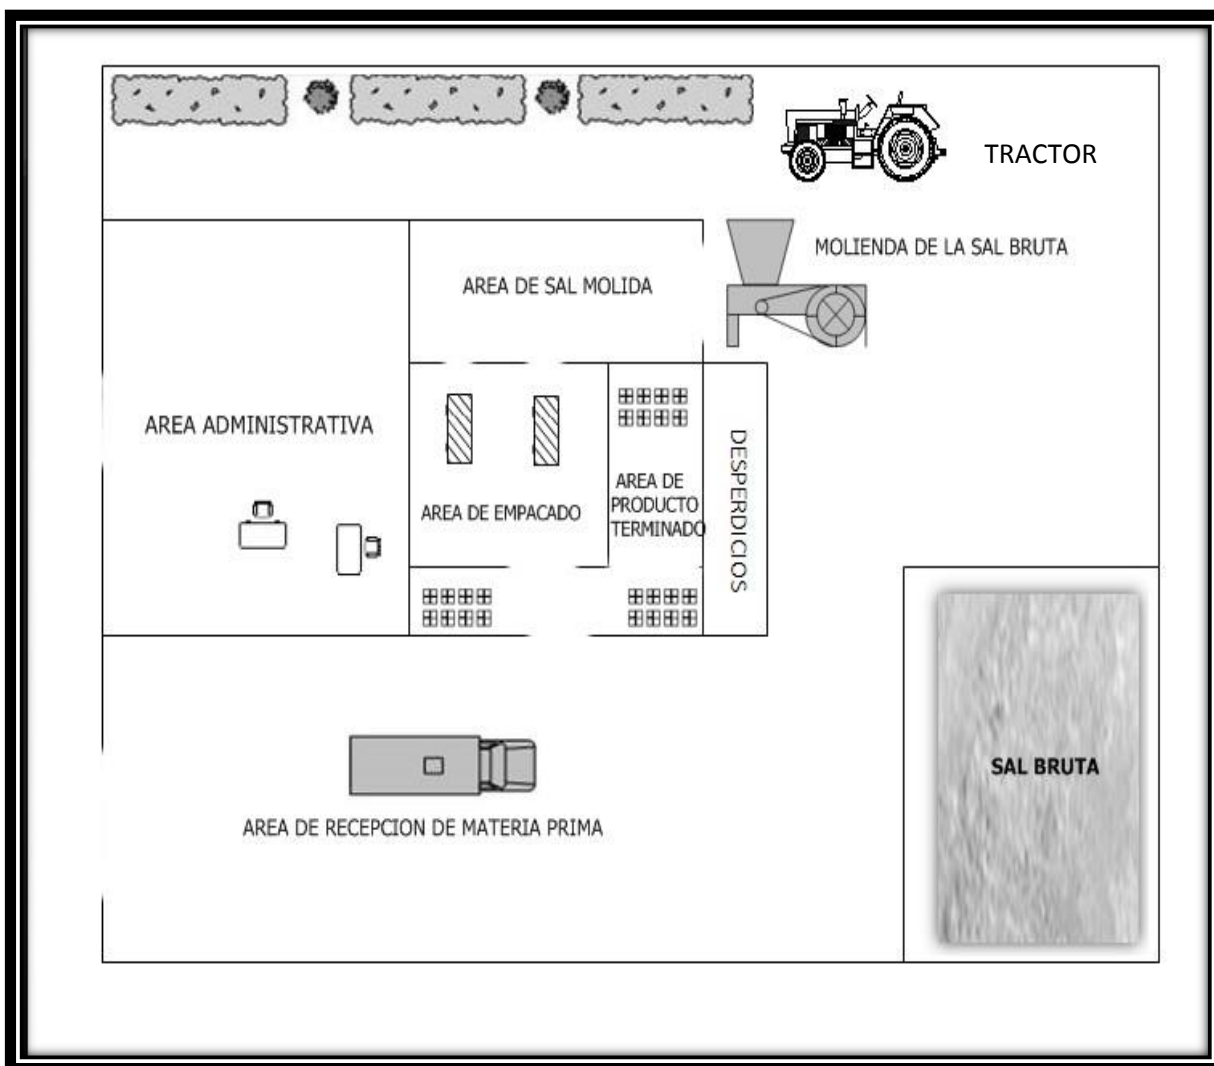 TRACTOR
MOLIENDA DE LA SAL BRUTA
AREA DE SAL MOLIDA
AREA ADMINISTRATIVA
AREA DE EMPACADO
AREA DE
PRODUCTO
TERMINADO
DESPERDICIOS
SAL BRUTA
AREA DE RECEPCION DE MATERIA PRIMA